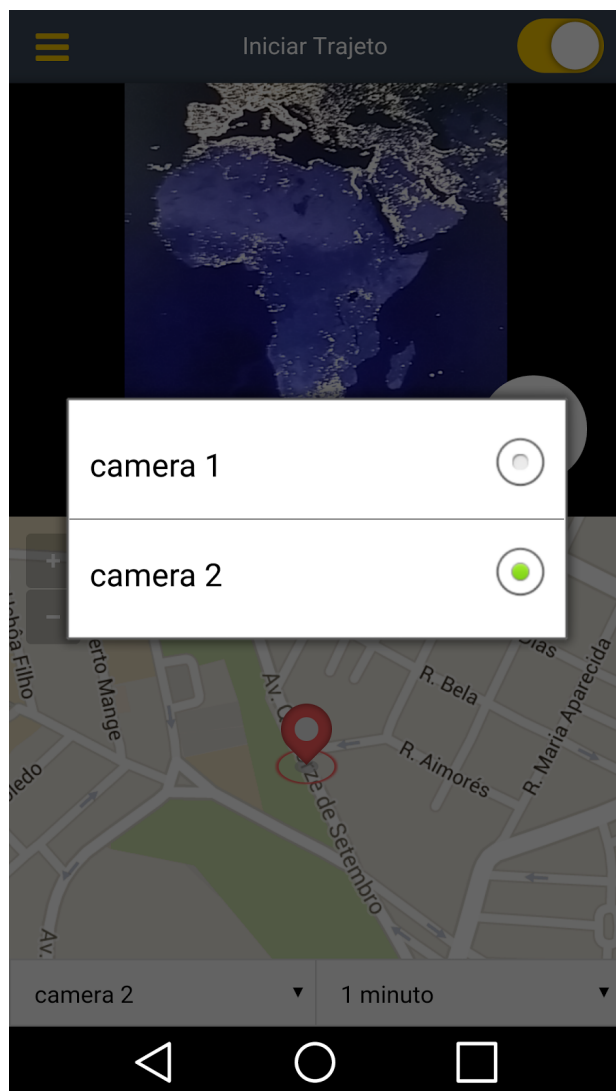 Iniciar Trajeto
camera 1
camera 2
+
−
Filho
erto Mange
Dias
R. Bela
R. Maria Aparecida
R. Aimorés
ze de Setembro
Av.
Av.
camera 2
1 minuto